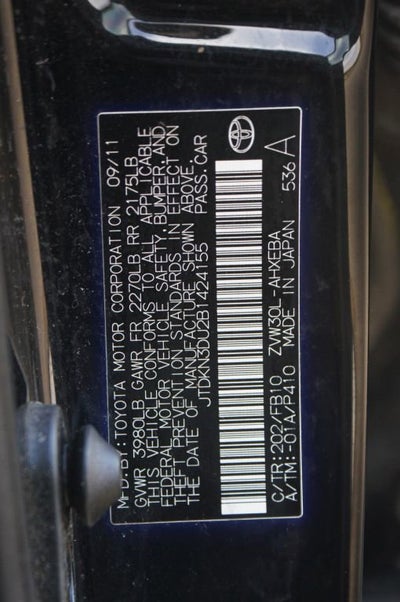 MFD.BY:TOYOTA MOTOR CORPORATION 09/11
GVWR 3980LB GAWR FR 2270LB RR 2175LB
THIS VEHICLE CONFORMS TO ALL APPLICABLE
FEDERAL MOTOR VEHICLE SAFETY, BUMPER, AND
THEFT PREVENTION STANDARDS IN EFFECT ON
THE DATE OF MANUFACTURE SHOWN ABOVE.
JTDKN3DU2B1424155 PASS.CAR
C/TR:202/FB10 ZVW30L-AHXEBA
A/TM:-01A/P410 MADE IN JAPAN 536 A